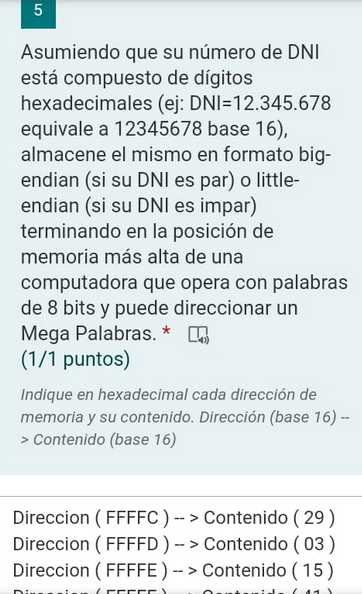 5
Asumiendo que su número de DNI
está compuesto de dígitos
hexadecimales (ej: DNI=12.345.678
equivale a 12345678 base 16),
almacene el mismo en formato big-
endian (si su DNI es par) o little-
endian (si su DNI es impar)
terminando en la posición de
memoria más alta de una
computadora que opera con palabras
de 8 bits y puede direccionar un
Mega Palabras. *
(1/1 puntos)
Indique en hexadecimal cada dirección de
memoria y su contenido. Dirección (base 16) --
> Contenido (base 16)
Direccion ( FFFFC ) -- > Contenido ( 29 )
Direccion ( FFFFD ) -- > Contenido ( 03 )
Direccion ( FFFFE ) -- > Contenido ( 15 )